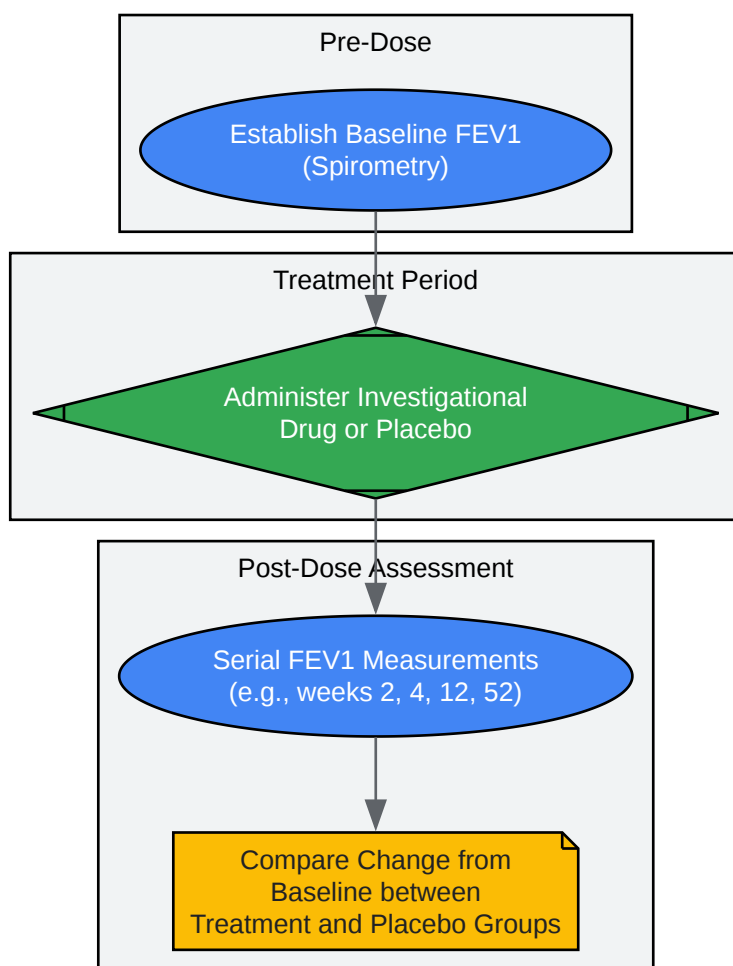 Pre-Dose
Establish Baseline FEV1
(Spirometry)
Treatment Period
Administer Investigational
Drug or Placebo
Post-Dose Assessment
Serial FEV1 Measurements
(e.g., weeks 2, 4, 12, 52)
Compare Change from
Baseline between
Treatment and Placebo Groups